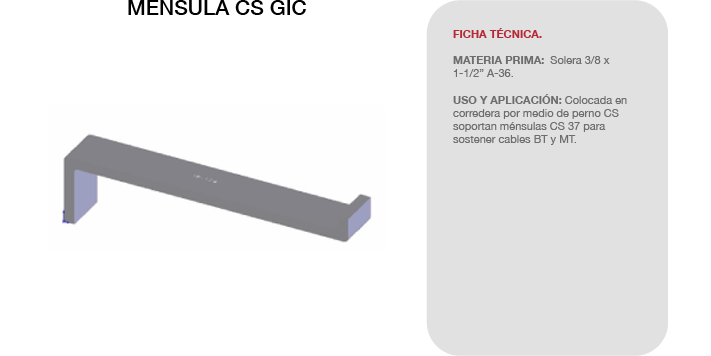 MENSULA CS GIC
FICHA TÉCNICA.
MATERIA PRIMA: Solera 3/8 x
1-1/2” A-36.
USO Y APLICACIÓN: Colocada en
corredera por medio de perno CS
soportan ménsulas CS 37 para
sostener cables BT y MT.